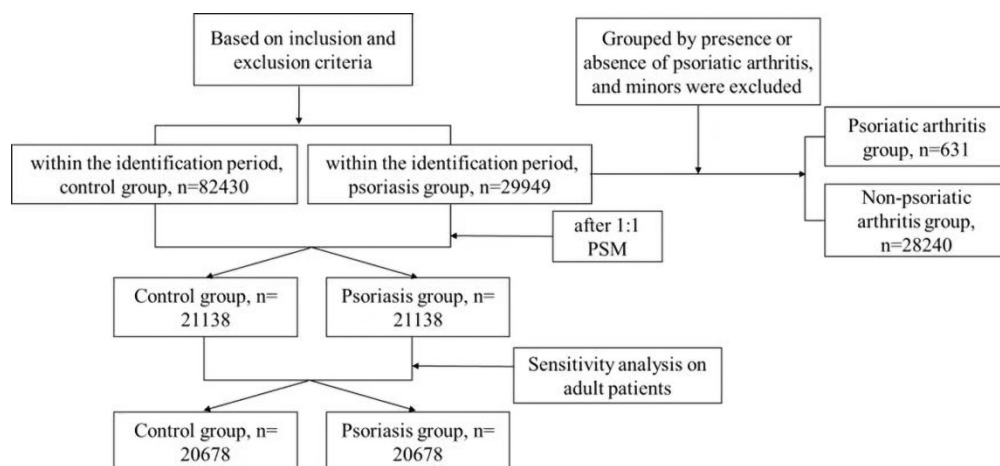 Based on inclusion and
exclusion criteria
Grouped by presence or
absence of psoriatic arthritis,
and minors were excluded
within the identification period,
control group, n=82430
within the identification period,
psoriasis group, n=29949
Psoriatic arthritis
group, n=631
Non-psoriatic
arthritis group,
n=28240
after 1:1
PSM
Control group, n=
21138
Psoriasis group, n=
21138
Sensitivity analysis on
adult patients
Control group, n=
20678
Psoriasis group, n=
20678